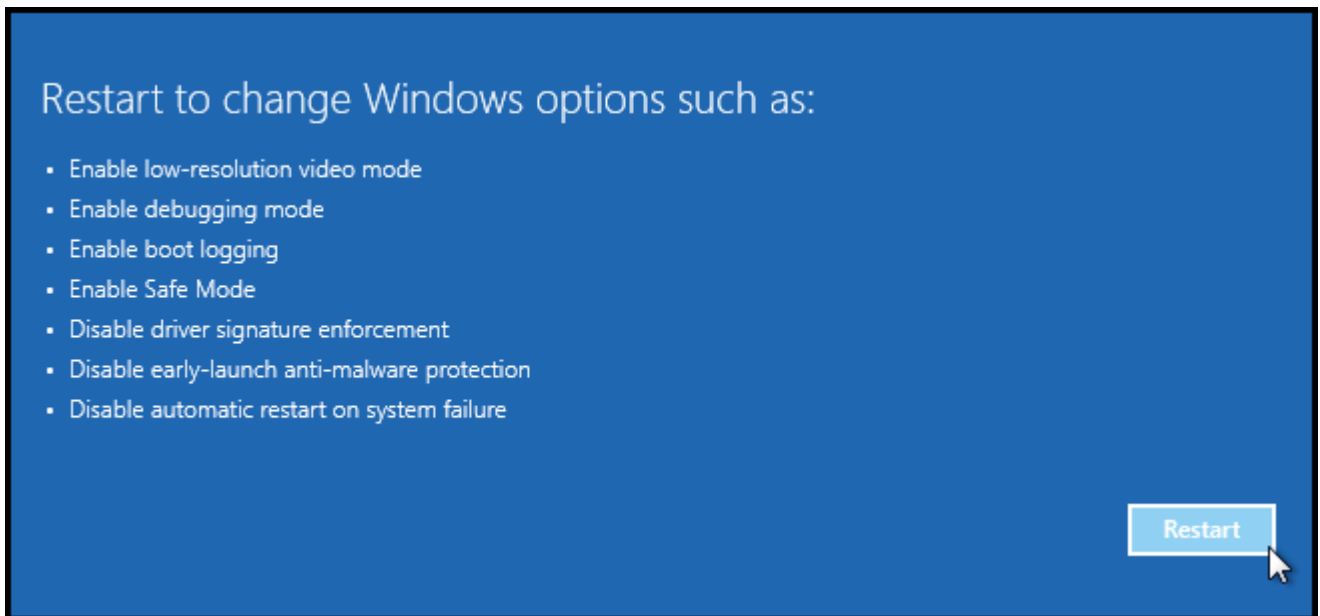 Restart to change Windows options such as:
▪ Enable low-resolution video mode
▪ Enable debugging mode
▪ Enable boot logging
▪ Enable Safe Mode
▪ Disable driver signature enforcement
▪ Disable early-launch anti-malware protection
▪ Disable automatic restart on system failure
Restart